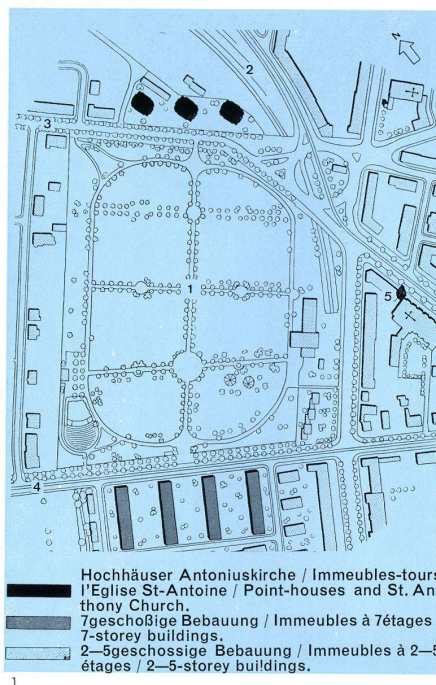 N
2
3
1
5
4
Hochhäuser Antoniuskirche / Immeubles-tours
l'Eglise St-Antoine / Point-houses and St. An
thony Church.
7geschoßige Bebauung / Immeubles à 7étages
7-storey buildings.
2—5geschossige Bebauung / Immeubles à 2—5
étages / 2—5-storey buildings.
1